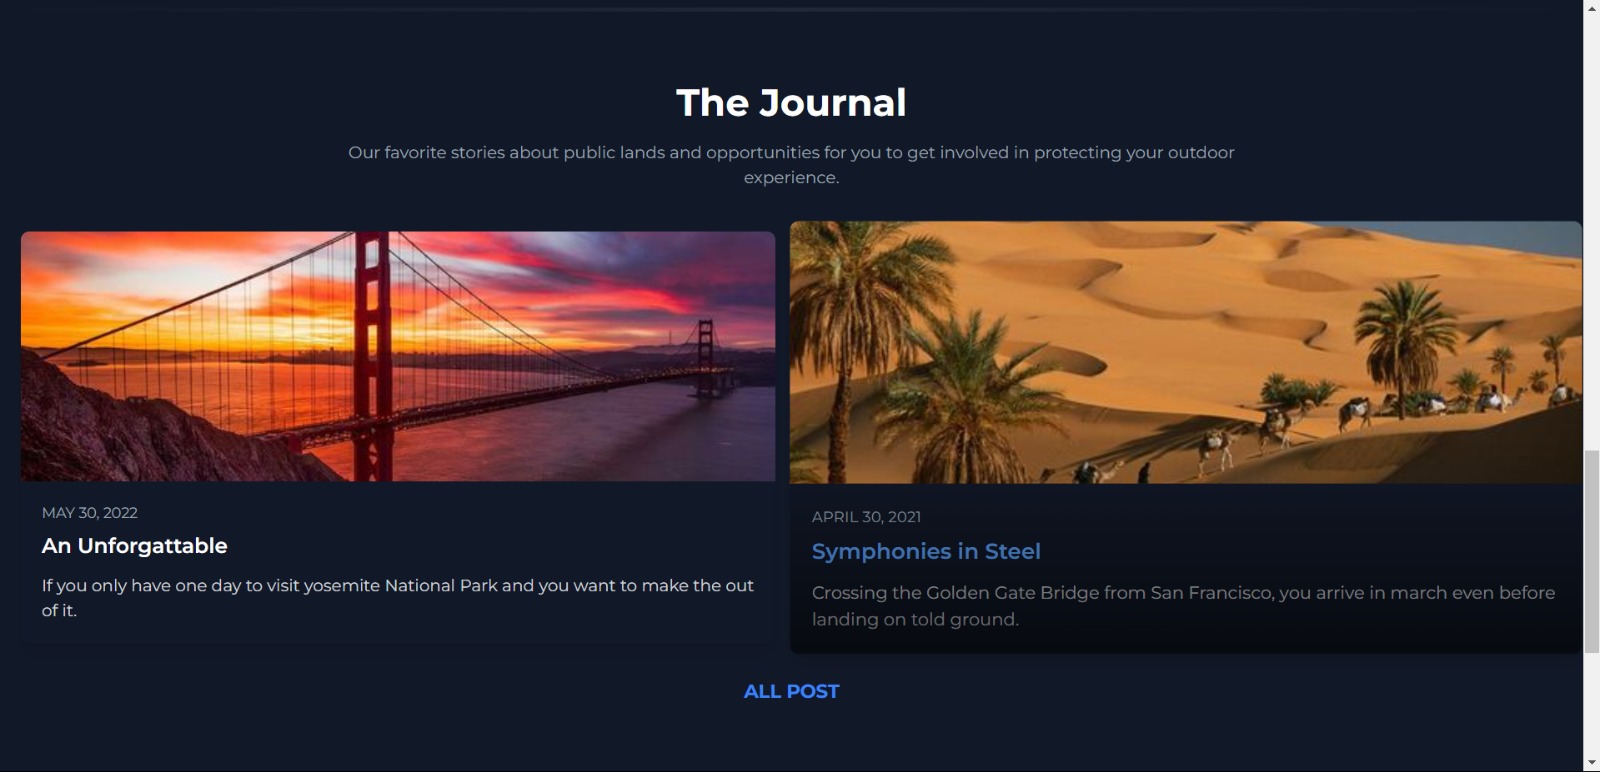 The Journal
Our favorite stories about public lands and opportunities for you to get involved in protecting your outdoor
experience.
MAY 30, 2022
An Unforgattable
If you only have one day to visit yosemite National Park and you want to make the out
of it.
APRIL 30, 2021
Symphonies in Steel
Crossing the Golden Gate Bridge from San Francisco, you arrive in march even before
landing on told ground.
ALL POST